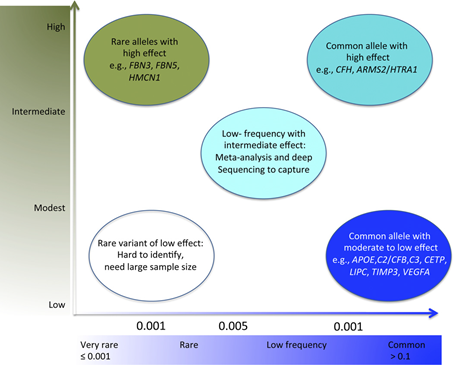 High
Intermediate
Modest
Low
Rare alleles with
high effect
e.g., FBN3, FBN5,
HMCN1
Common allele with
high effect
e.g., CFH, ARMS2/HTRA1
Low- frequency with
intermediate effect:
Meta-analysis and deep
Sequencing to capture
Rare variant of low effect:
Hard to identify,
need large sample size
Common allele with
moderate to low effect
e.g., APOE,C2/CFB,C3, CETP,
LIPC, TIMP3, VEGFA
0.001 0.005 0.001
Very rare Rare Low frequency Common
≤ 0.001 > 0.1